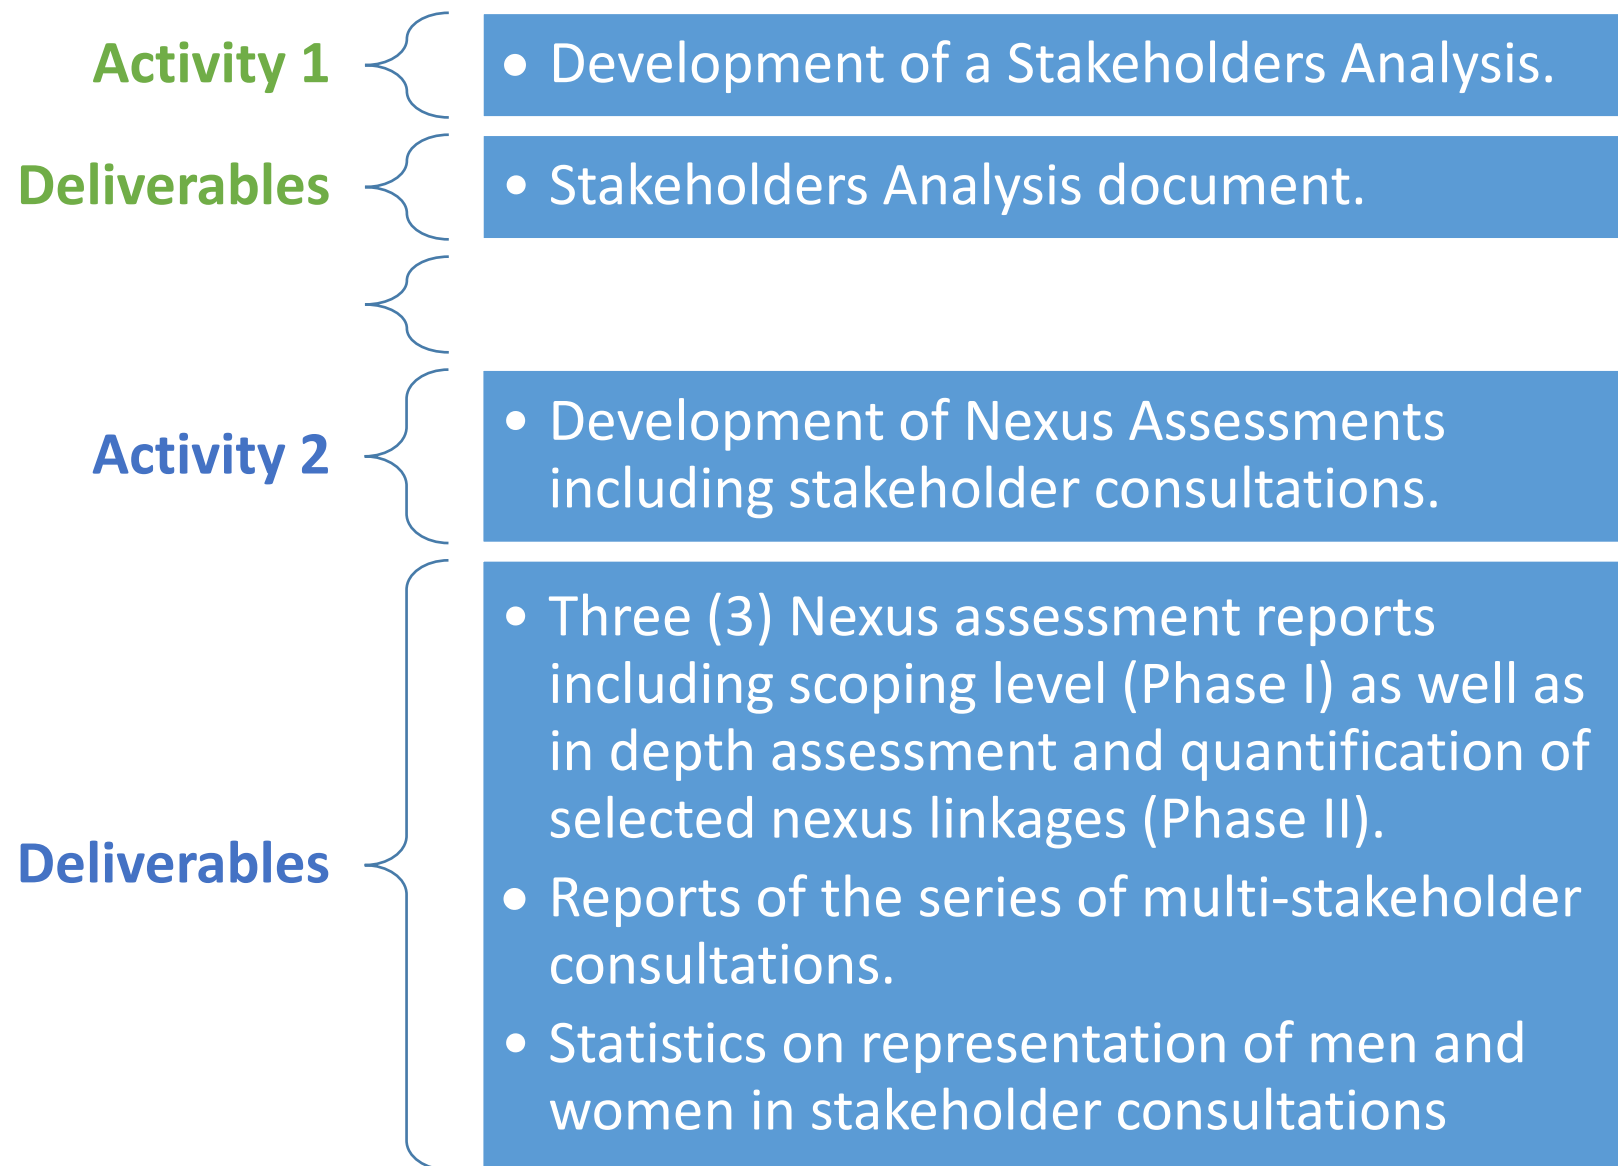 Activity 1
• Development of a Stakeholders Analysis.
Deliverables
• Stakeholders Analysis document.
Activity 2
• Development of Nexus Assessments
including stakeholder consultations.
Deliverables
• Three (3) Nexus assessment reports
including scoping level (Phase I) as well as
in depth assessment and quantification of
selected nexus linkages (Phase II).
• Reports of the series of multi-stakeholder
consultations.
• Statistics on representation of men and
women in stakeholder consultations